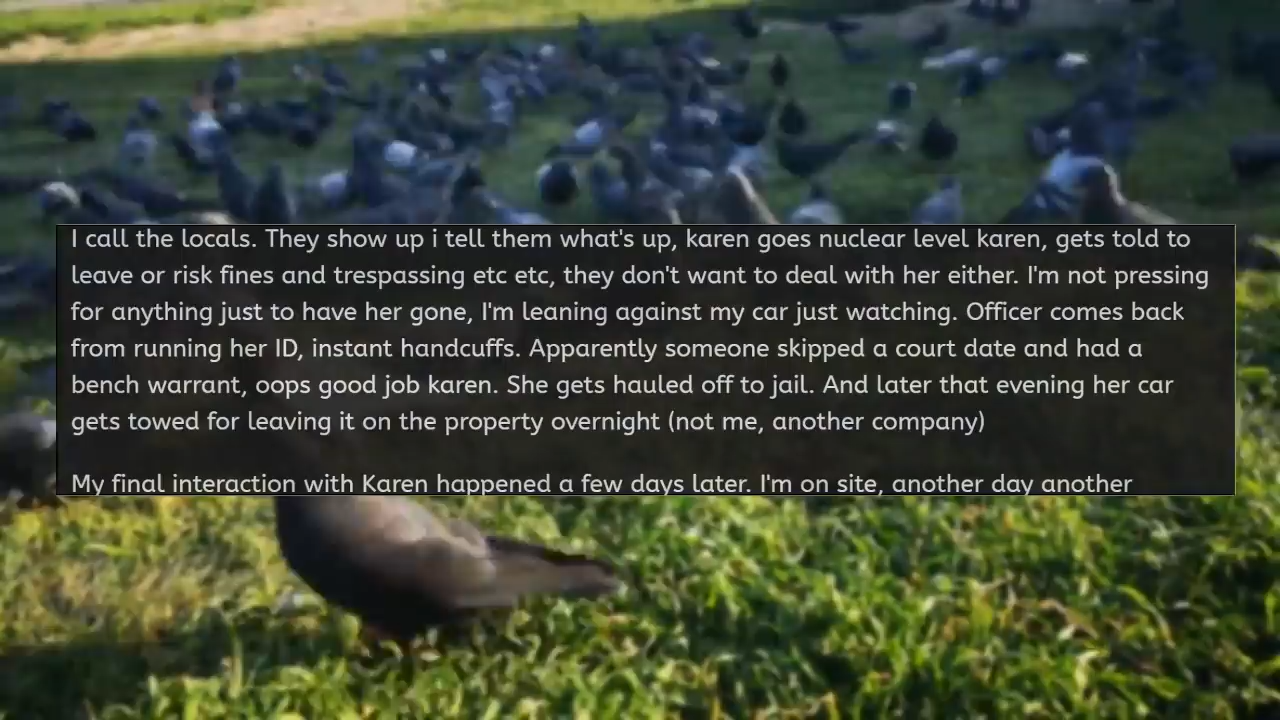 I call the locals. They show up i tell them what's up, karen goes nuclear level karen, gets told to
leave or risk fines and trespassing etc etc, they don't want to deal with her either. I'm not pressing
for anything just to have her gone, I'm leaning against my car just watching. Officer comes back
from running her ID, instant handcuffs. Apparently someone skipped a court date and had a
bench warrant, oops good job karen. She gets hauled off to jail. And later that evening her car
gets towed for leaving it on the property overnight (not me, another company)
My final interaction with Karen happened a few days later. I'm on site, another day another